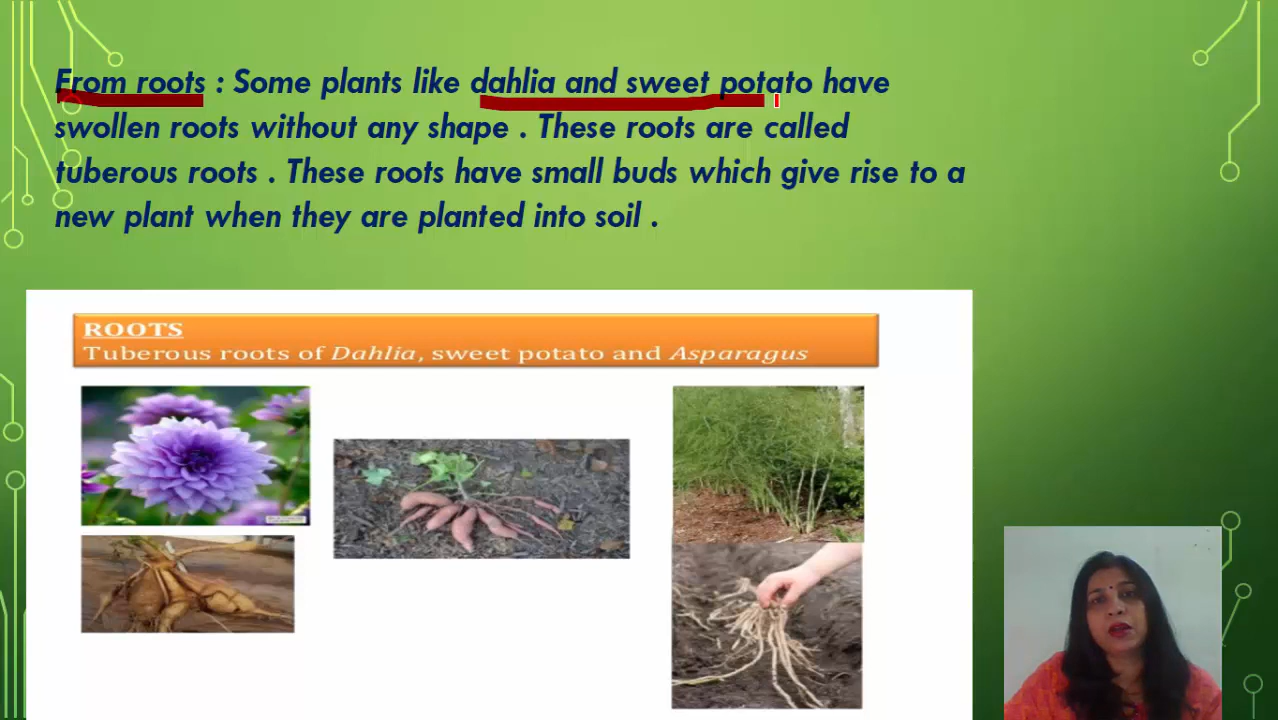 From roots : Some plants like dahlia and sweet potato have
swollen roots without any shape . These roots are called
tuberous roots . These roots have small buds which give rise to a
new plant when they are planted into soil .
ROOTS
Tuberous roots of Dahlia, sweet potato and Asparagus